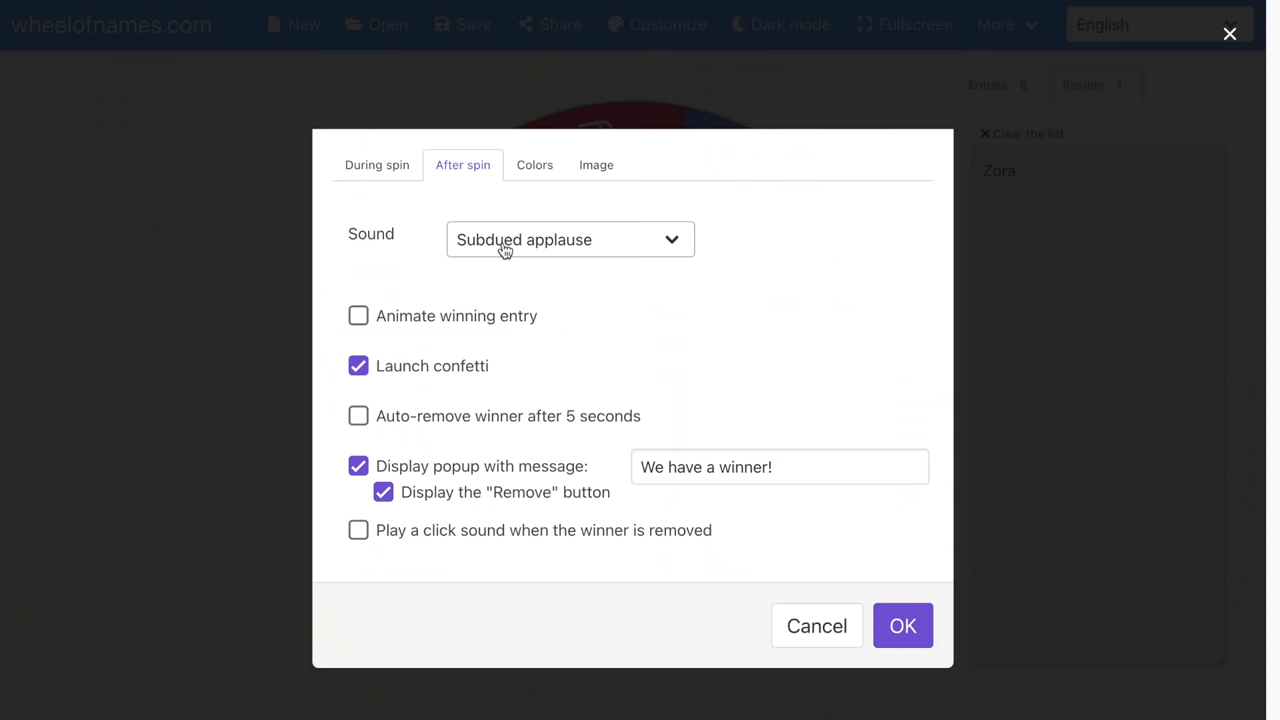 wheelofnames.com New Open Save Share Customize Dark mode Fullscreen More English
Entries 6 Results 1
Clear the list
Zora
During spin After spin Colors Image
Sound Subdued applause
Animate winning entry
Launch confetti
Auto-remove winner after 5 seconds
Display popup with message: We have a winner!
Display the "Remove" button
Play a click sound when the winner is removed
Cancel OK